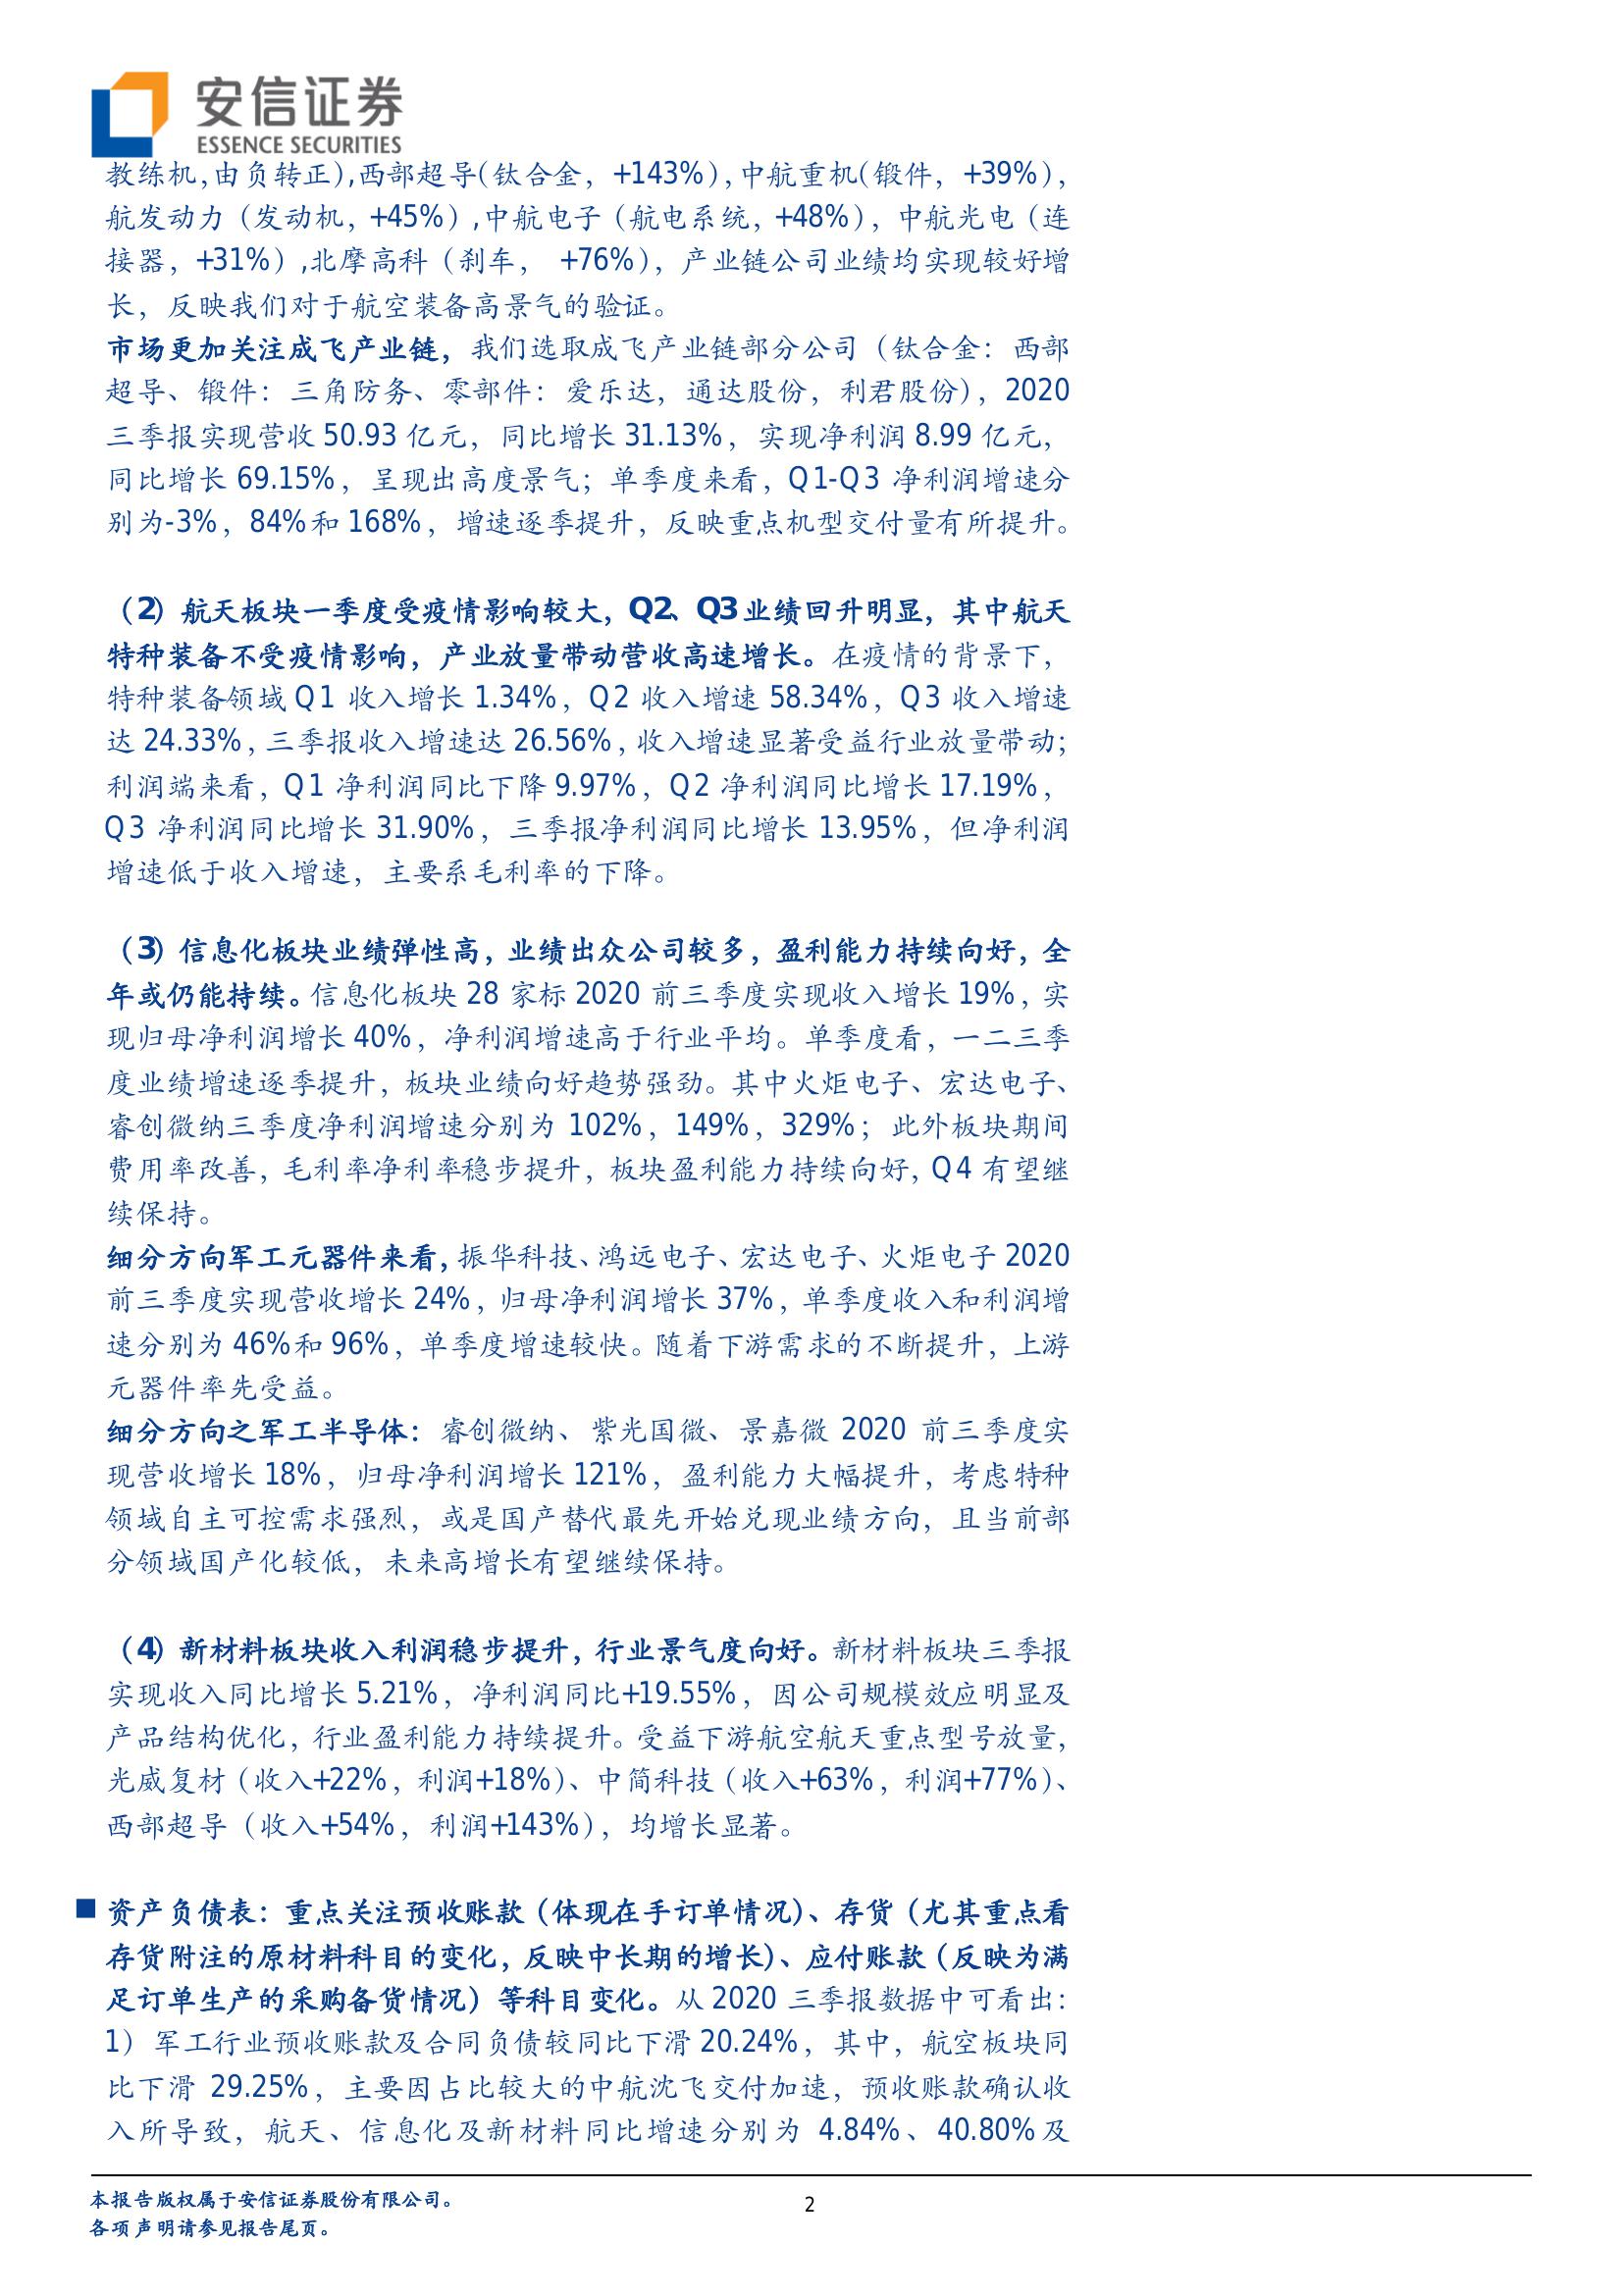 安信证券
ESSENCE SECURITIES
教练机,由负转正),西部超导(钛合金，+143%),中航重机(锻件，+39%)，
航发动力（发动机，+45%）,中航电子（航电系统，+48%)，中航光电（连
接器，+31%）,北摩高科（刹车， +76%)，产业链公司业绩均实现较好增
长，反映我们对于航空装备高景气的验证。
市场更加关注成飞产业链，我们选取成飞产业链部分公司（钛合金：西部
超导、锻件：三角防务、零部件：爱乐达，通达股份，利君股份)，2020
三季报实现营收 50.93 亿元，同比增长 31.13%，实现净利润 8.99 亿元，
同比增长 69.15%，呈现出高度景气；单季度来看，Q1-Q3 净利润增速分
别为-3%，84%和 168%，增速逐季提升，反映重点机型交付量有所提升。
（2）航天板块一季度受疫情影响较大，Q2、Q3 业绩回升明显，其中航天
特种装备不受疫情影响，产业放量带动营收高速增长。在疫情的背景下，
特种装备领域 Q1 收入增长 1.34%，Q2 收入增速 58.34%，Q3 收入增速
达 24.33%，三季报收入增速达 26.56%，收入增速显著受益行业放量带动；
利润端来看，Q1 净利润同比下降 9.97%，Q2 净利润同比增长 17.19%，
Q3 净利润同比增长 31.90%，三季报净利润同比增长 13.95%，但净利润
增速低于收入增速，主要系毛利率的下降。
（3）信息化板块业绩弹性高，业绩出众公司较多，盈利能力持续向好，全
年或仍能持续。信息化板块 28 家标 2020 前三季度实现收入增长 19%，实
现归母净利润增长 40%，净利润增速高于行业平均。单季度看，一二三季
度业绩增速逐季提升，板块业绩向好趋势强劲。其中火炬电子、宏达电子、
睿创微纳三季度净利润增速分别为 102%，149%，329%；此外板块期间
费用率改善，毛利率净利率稳步提升，板块盈利能力持续向好，Q4 有望继
续保持。
细分方向军工元器件来看，振华科技、鸿远电子、宏达电子、火炬电子 2020
前三季度实现营收增长 24%，归母净利润增长 37%，单季度收入和利润增
速分别为 46%和 96%，单季度增速较快。随着下游需求的不断提升，上游
元器件率先受益。
细分方向之军工半导体：睿创微纳、紫光国微、景嘉微 2020 前三季度实
现营收增长 18%，归母净利润增长 121%，盈利能力大幅提升，考虑特种
领域自主可控需求强烈，或是国产替代最先开始兑现业绩方向，且当前部
分领域国产化较低，未来高增长有望继续保持。
（4）新材料板块收入利润稳步提升，行业景气度向好。新材料板块三季报
实现收入同比增长 5.21%，净利润同比+19.55%，因公司规模效应明显及
产品结构优化，行业盈利能力持续提升。受益下游航空航天重点型号放量，
光威复材（收入+22%，利润+18%)、中简科技（收入+63%，利润+77%)、
西部超导（收入+54%，利润+143%)，均增长显著。
■ 资产负债表：重点关注预收账款（体现在手订单情况)、存货（尤其重点看
存货附注的原材料科目的变化，反映中长期的增长)、应付账款（反映为满
足订单生产的采购备货情况）等科目变化。从 2020 三季报数据中可看出：
1）军工行业预收账款及合同负债较同比下滑 20.24%，其中，航空板块同
比下滑 29.25%，主要因占比较大的中航沈飞交付加速，预收账款确认收
入所导致，航天、信息化及新材料同比增速分别为 4.84%、40.80%及
本报告版权属于安信证券股份有限公司。
2
各项声明请参见报告尾页。